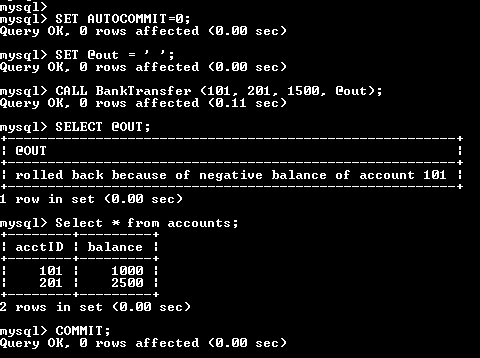 mysql>
mysql> SET AUTOCOMMIT=0;
Query OK, 0 rows affected (0.00 sec)
mysql> SET @out = ' ';
Query OK, 0 rows affected (0.00 sec)
mysql> CALL BankTransfer (101, 201, 1500, @out);
Query OK, 0 rows affected (0.11 sec)
mysql> SELECT @OUT;
@OUT
rolled back because of negative balance of account 101
1 row in set (0.00 sec)
mysql> Select * from accounts;
acctID | balance
101 | 1000
201 | 2500
2 rows in set (0.00 sec)
mysql> COMMIT;
Query OK, 0 rows affected (0.00 sec)